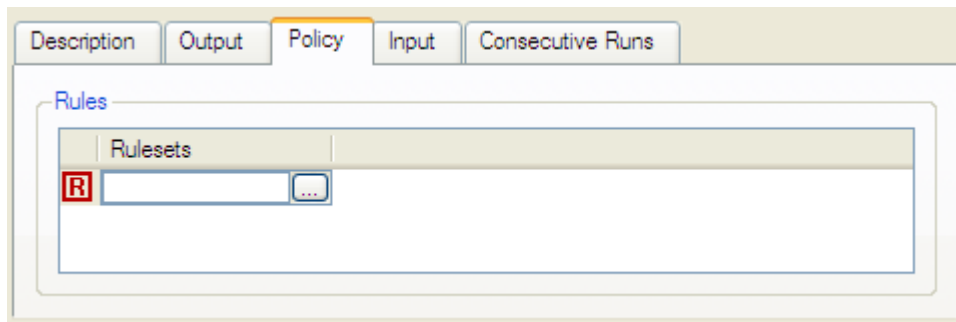 Description Output Policy Input Consecutive Runs
Rules
Rulesets
R ...